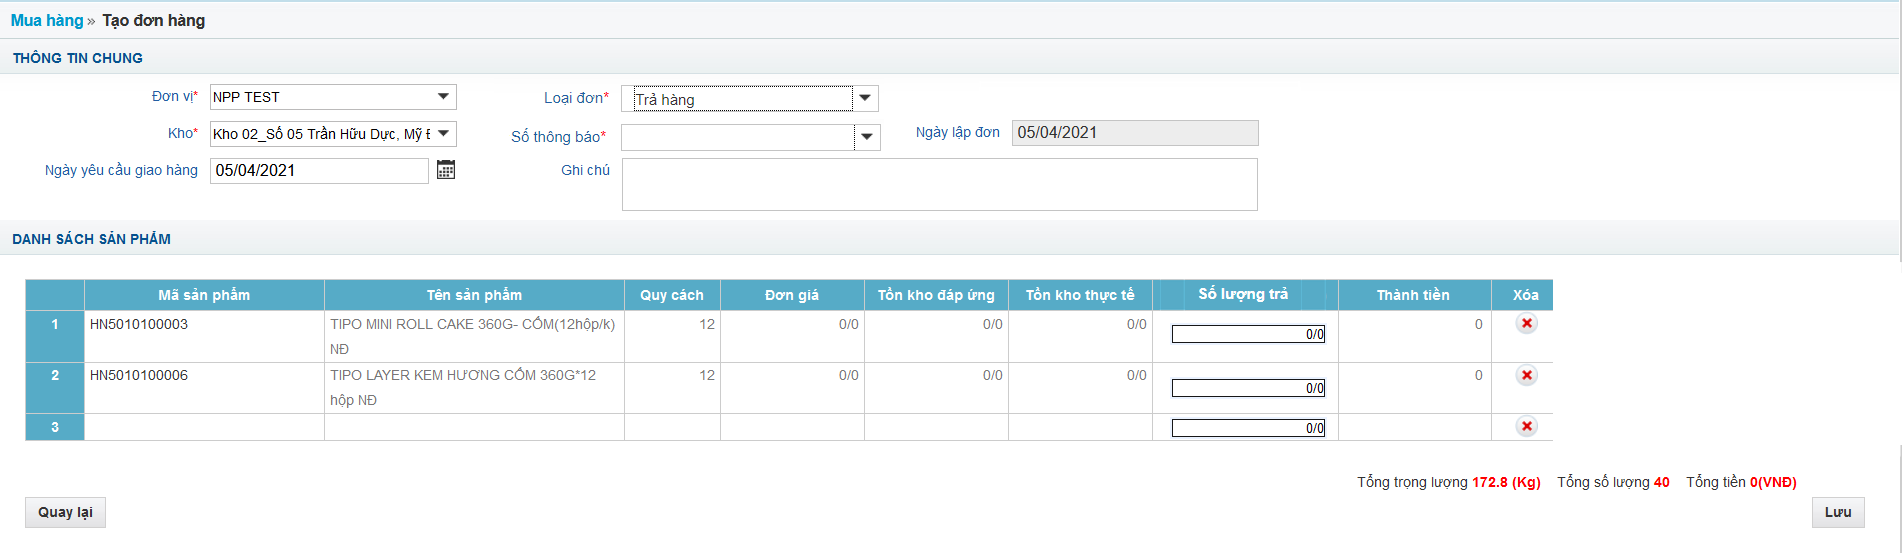 Mua hàng » Tạo đơn hàng
THÔNG TIN CHUNG
Đơn vị* NPP TEST Loại đơn* Trả hàng
Kho* Kho 02_Số 05 Trần Hữu Dực, Mỹ Đ Số thông báo* Ngày lập đơn 05/04/2021
Ngày yêu cầu giao hàng 05/04/2021 Ghi chú
DANH SÁCH SẢN PHẨM
Mã sản phẩm Tên sản phẩm Quy cách Đơn giá Tồn kho đáp ứng Tồn kho thực tế Số lượng trả Thành tiền Xóa
1 HN5010100003 TIPO MINI ROLL CAKE 360G- CỐM(12hộp/k) 12 0/0 0/0 0/0 0/0 0
NĐ
2 HN5010100006 TIPO LAYER KEM HƯƠNG CỐM 360G*12 12 0/0 0/0 0/0 0/0 0
hộp NĐ
3 0/0
Tổng trọng lượng 172.8 (Kg) Tổng số lượng 40 Tổng tiền 0(VNĐ)
Quay lại Lưu